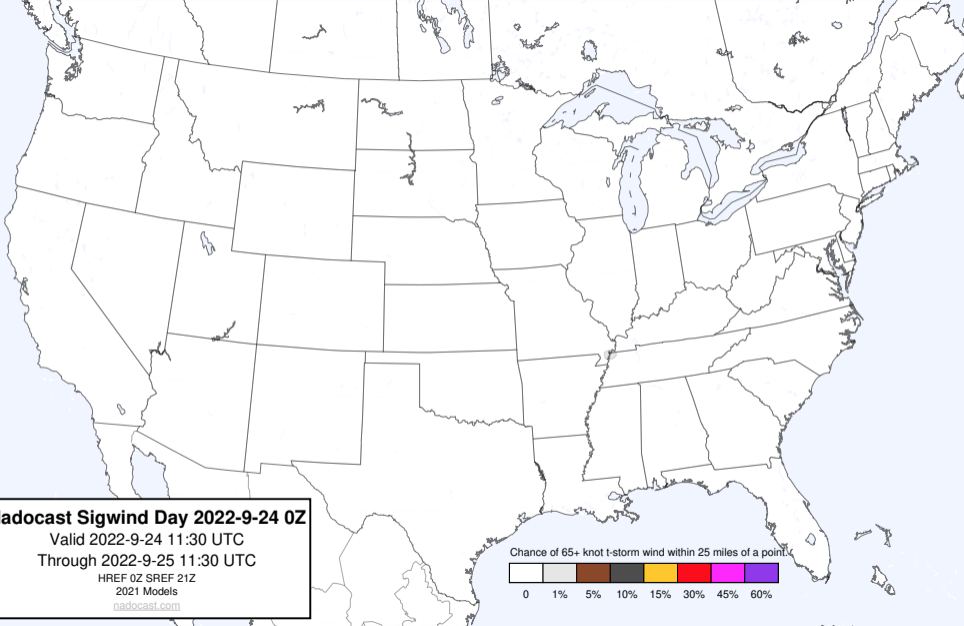 adocast Sigwind Day 2022-9-24 0Z
Valid 2022-9-24 11:30 UTC
Through 2022-9-25 11:30 UTC
HREF 0Z SREF 21Z
2021 Models
nadocast.com
Chance of 65+ knot t-storm wind within 25 miles of a point.
0 1% 5% 10% 15% 30% 45% 60%